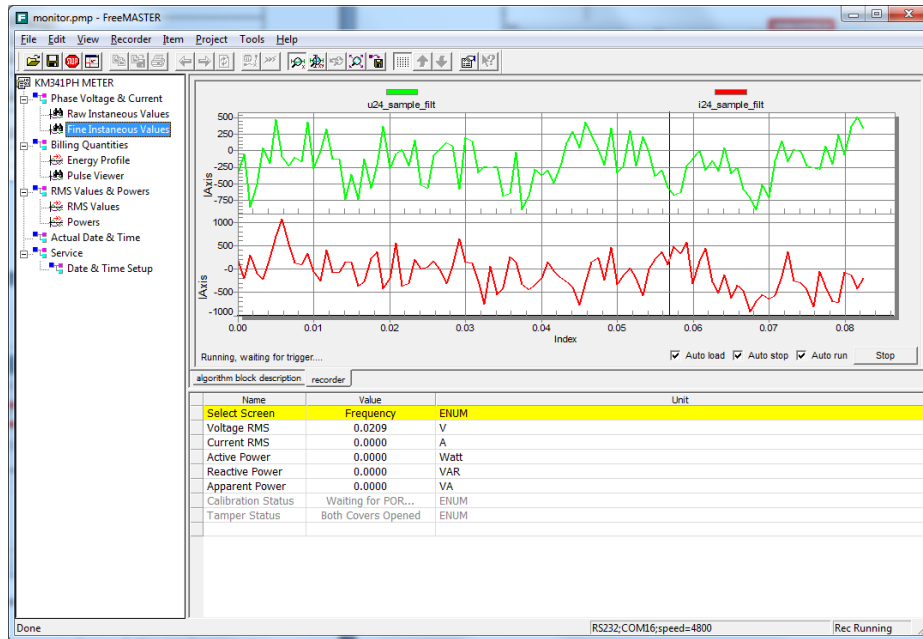 monitor.pmp - FreeMASTER
File Edit View Recorder Item Project Tools Help
KM341PH METER
Phase Voltage & Current
Raw Instaneous Values
Fine Instaneous Values
Billing Quantities
Energy Profile
Pulse Viewer
RMS Values & Powers
RMS Values
Powers
Actual Date & Time
Service
Date & Time Setup
u24_sample_filt i24_sample_filt
500
250
0
-250
-500
-750
IAxis
1000
500
-0
-500
-1000
IAxis
0.00 0.01 0.02 0.03 0.04 0.05 0.06 0.07 0.08
Index
Running, waiting for trigger.... Auto load Auto stop Auto run Stop
algorithm block description recorder
Name Value Unit
Select Screen Frequency ENUM
Voltage RMS 0.0209 V
Current RMS 0.0000 A
Active Power 0.0000 Watt
Reactive Power 0.0000 VAR
Apparent Power 0.0000 VA
Calibration Status Waiting for POR... ENUM
Tamper Status Both Covers Opened ENUM
Done RS232;COM16;speed=4800 Rec Running